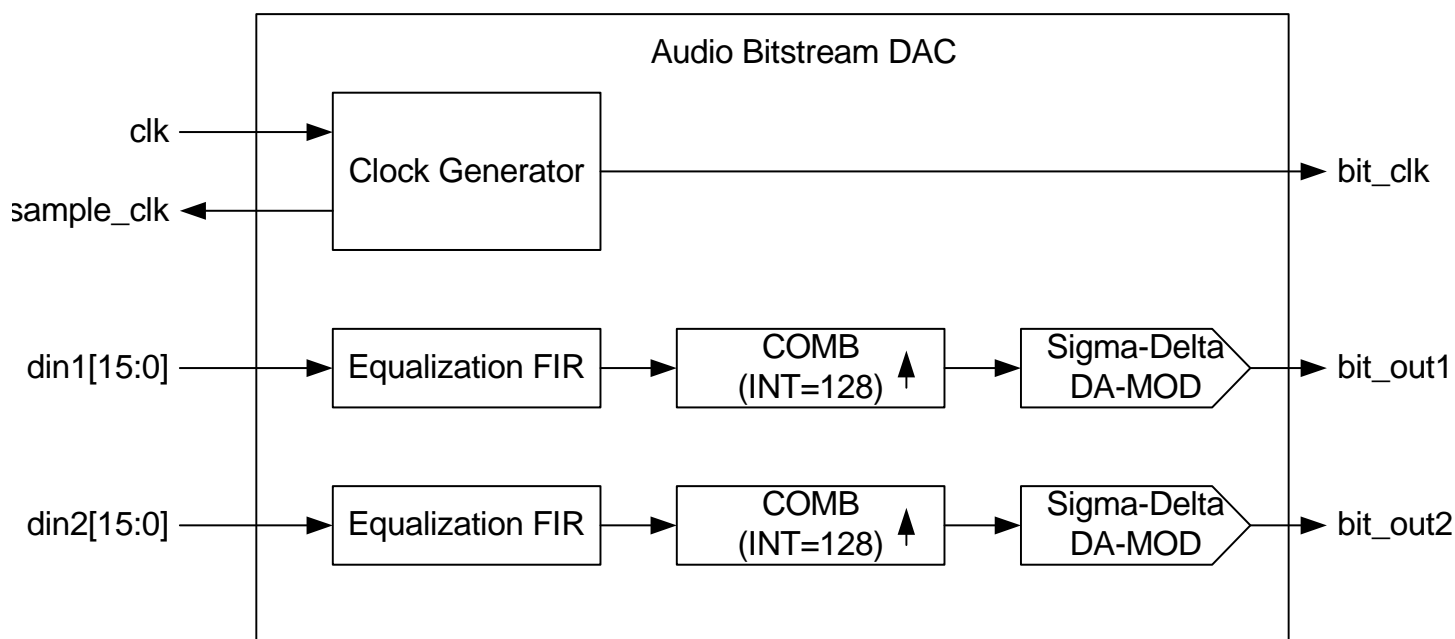 Audio Bitstream DAC
clk
Clock Generator
bit_clk
sample_clk
din1[15:0]
Equalization FIR
COMB
(INT=128)
Sigma-Delta
DA-MOD
bit_out1
din2[15:0]
Equalization FIR
COMB
(INT=128)
Sigma-Delta
DA-MOD
bit_out2